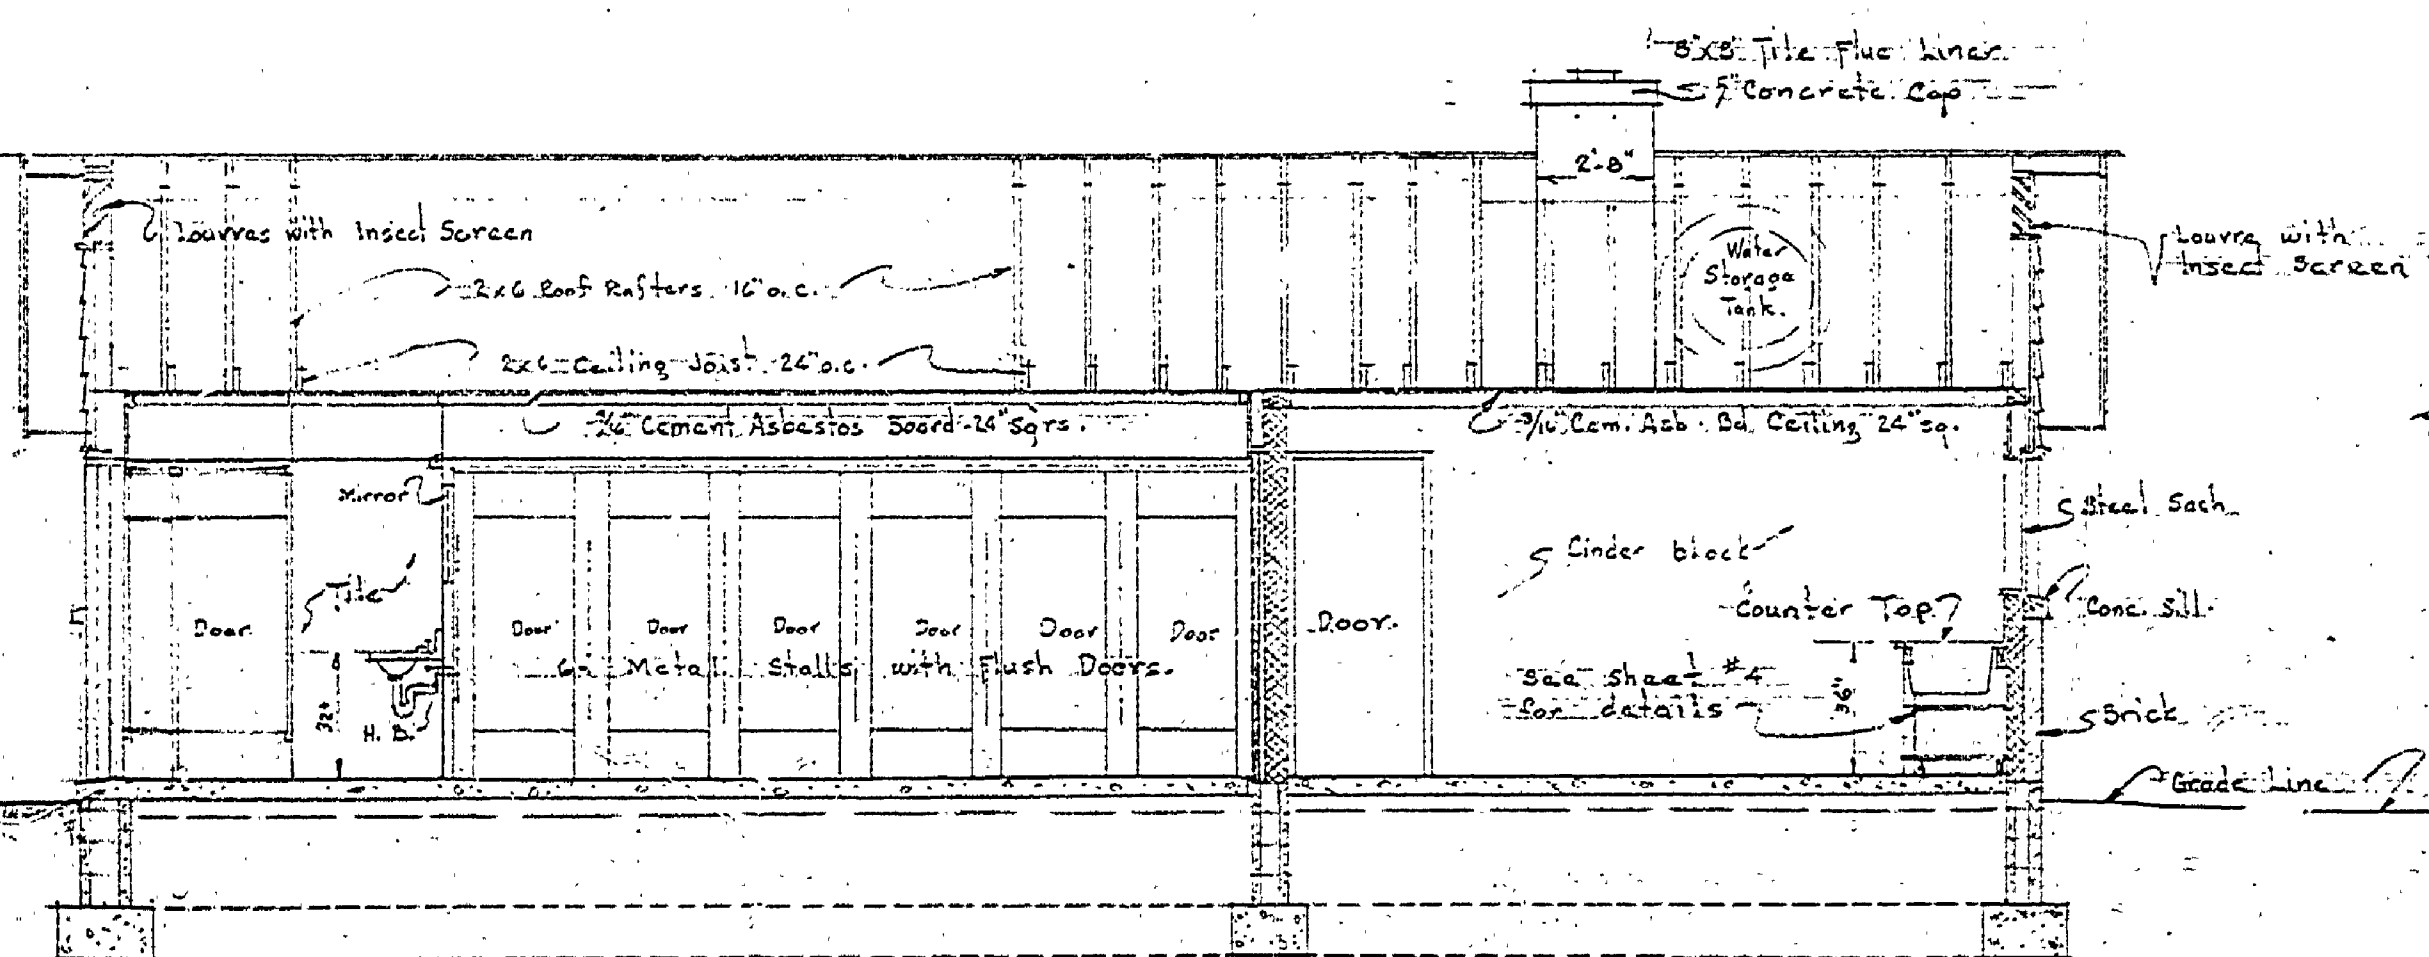 8"x8" Tile Flue Liner
5" Concrete Cap
2'-8"
Louvres with Insect Screen
2x6 Roof Rafters 16" o.c.
2x6 Ceiling Joist 24" o.c.
Water
Storage
Tank.
Louvre with
Insect Screen
3/16" Cement Asbestos Board 24" Sqrs.
3/16" Cem. Asb. Bd. Ceiling 24" sq.
Mirror
Steel Sash
Cinder block
Tile
Counter Top
Conc. Sill
Door
Door
Door
Door
Door
Door
Door
Door.
6- Metal Stalls with Flush Doors.
See sheet #4
for details
32+
H. B.
36"
Brick
Grade Line